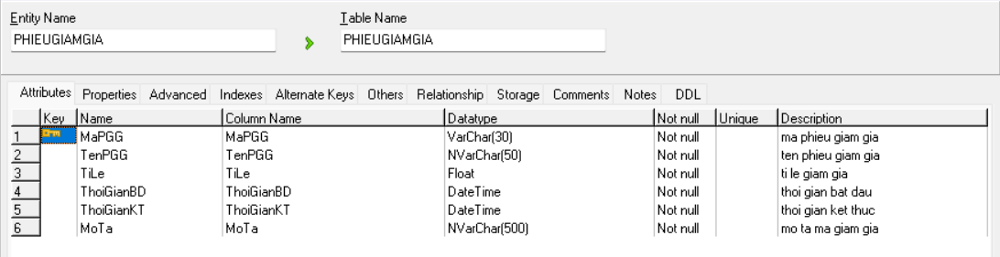 Entity Name Table Name
PHIEUGIAMGIA PHIEUGIAMGIA
Attributes Properties Advanced Indexes Alternate Keys Others Relationship Storage Comments Notes DDL
Key Name Column Name Datatype Not null Unique Description
1 MaPGG MaPGG VarChar(30) Not null ma phieu giam gia
2 TenPGG TenPGG NVarChar(50) Not null ten phieu giam gia
3 TiLe TiLe Float Not null ti le giam gia
4 ThoiGianBD ThoiGianBD DateTime Not null thoi gian bat dau
5 ThoiGianKT ThoiGianKT DateTime Not null thoi gian ket thuc
6 MoTa MoTa NVarChar(500) Not null mo ta ma giam gia